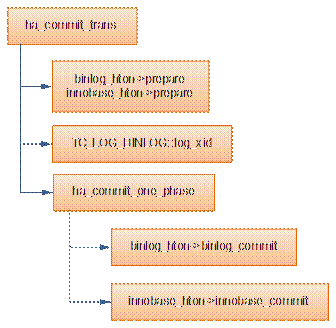 ha_commit_trans
binlog_hton->prepare
innobase_hton->prepare
TC_LOG_BINLOG::log_xid
ha_commit_one_phase
binlog_hton->binlog_commit
innobase_hton->innobase_commit